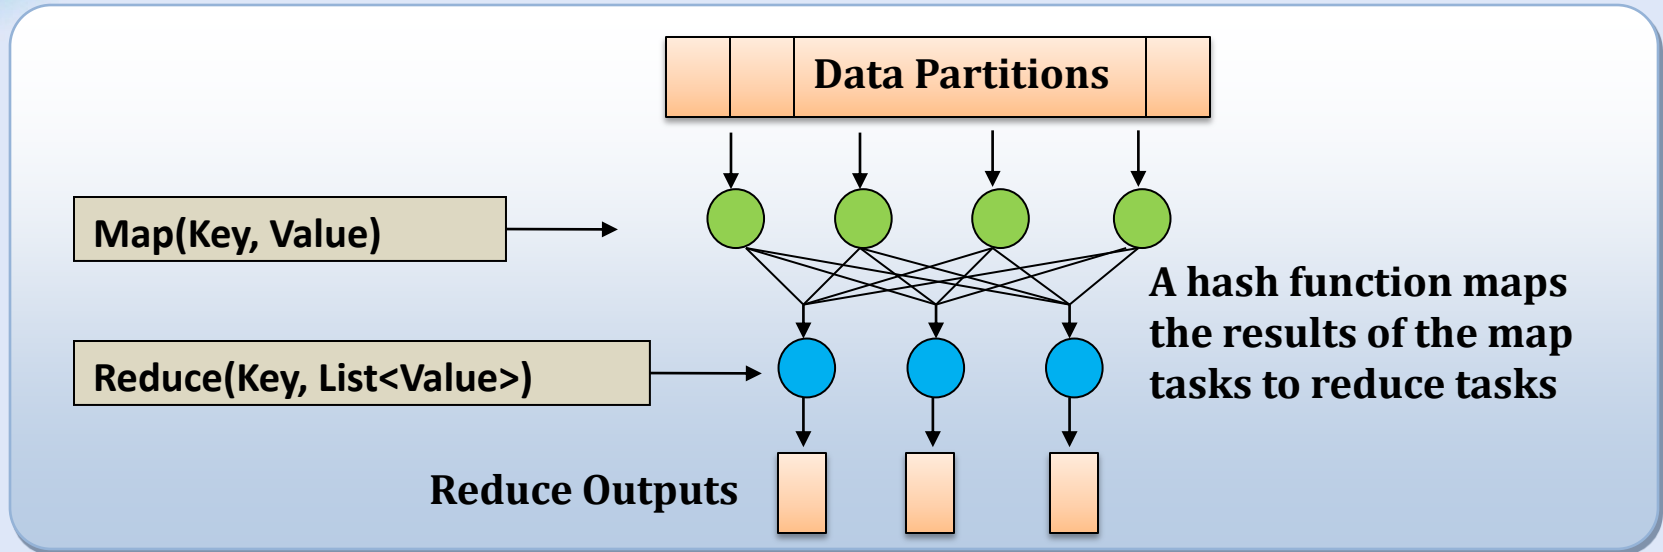 Data Partitions
Map(Key, Value)
A hash function maps
the results of the map
tasks to reduce tasks
Reduce(Key, List<Value>)
Reduce Outputs